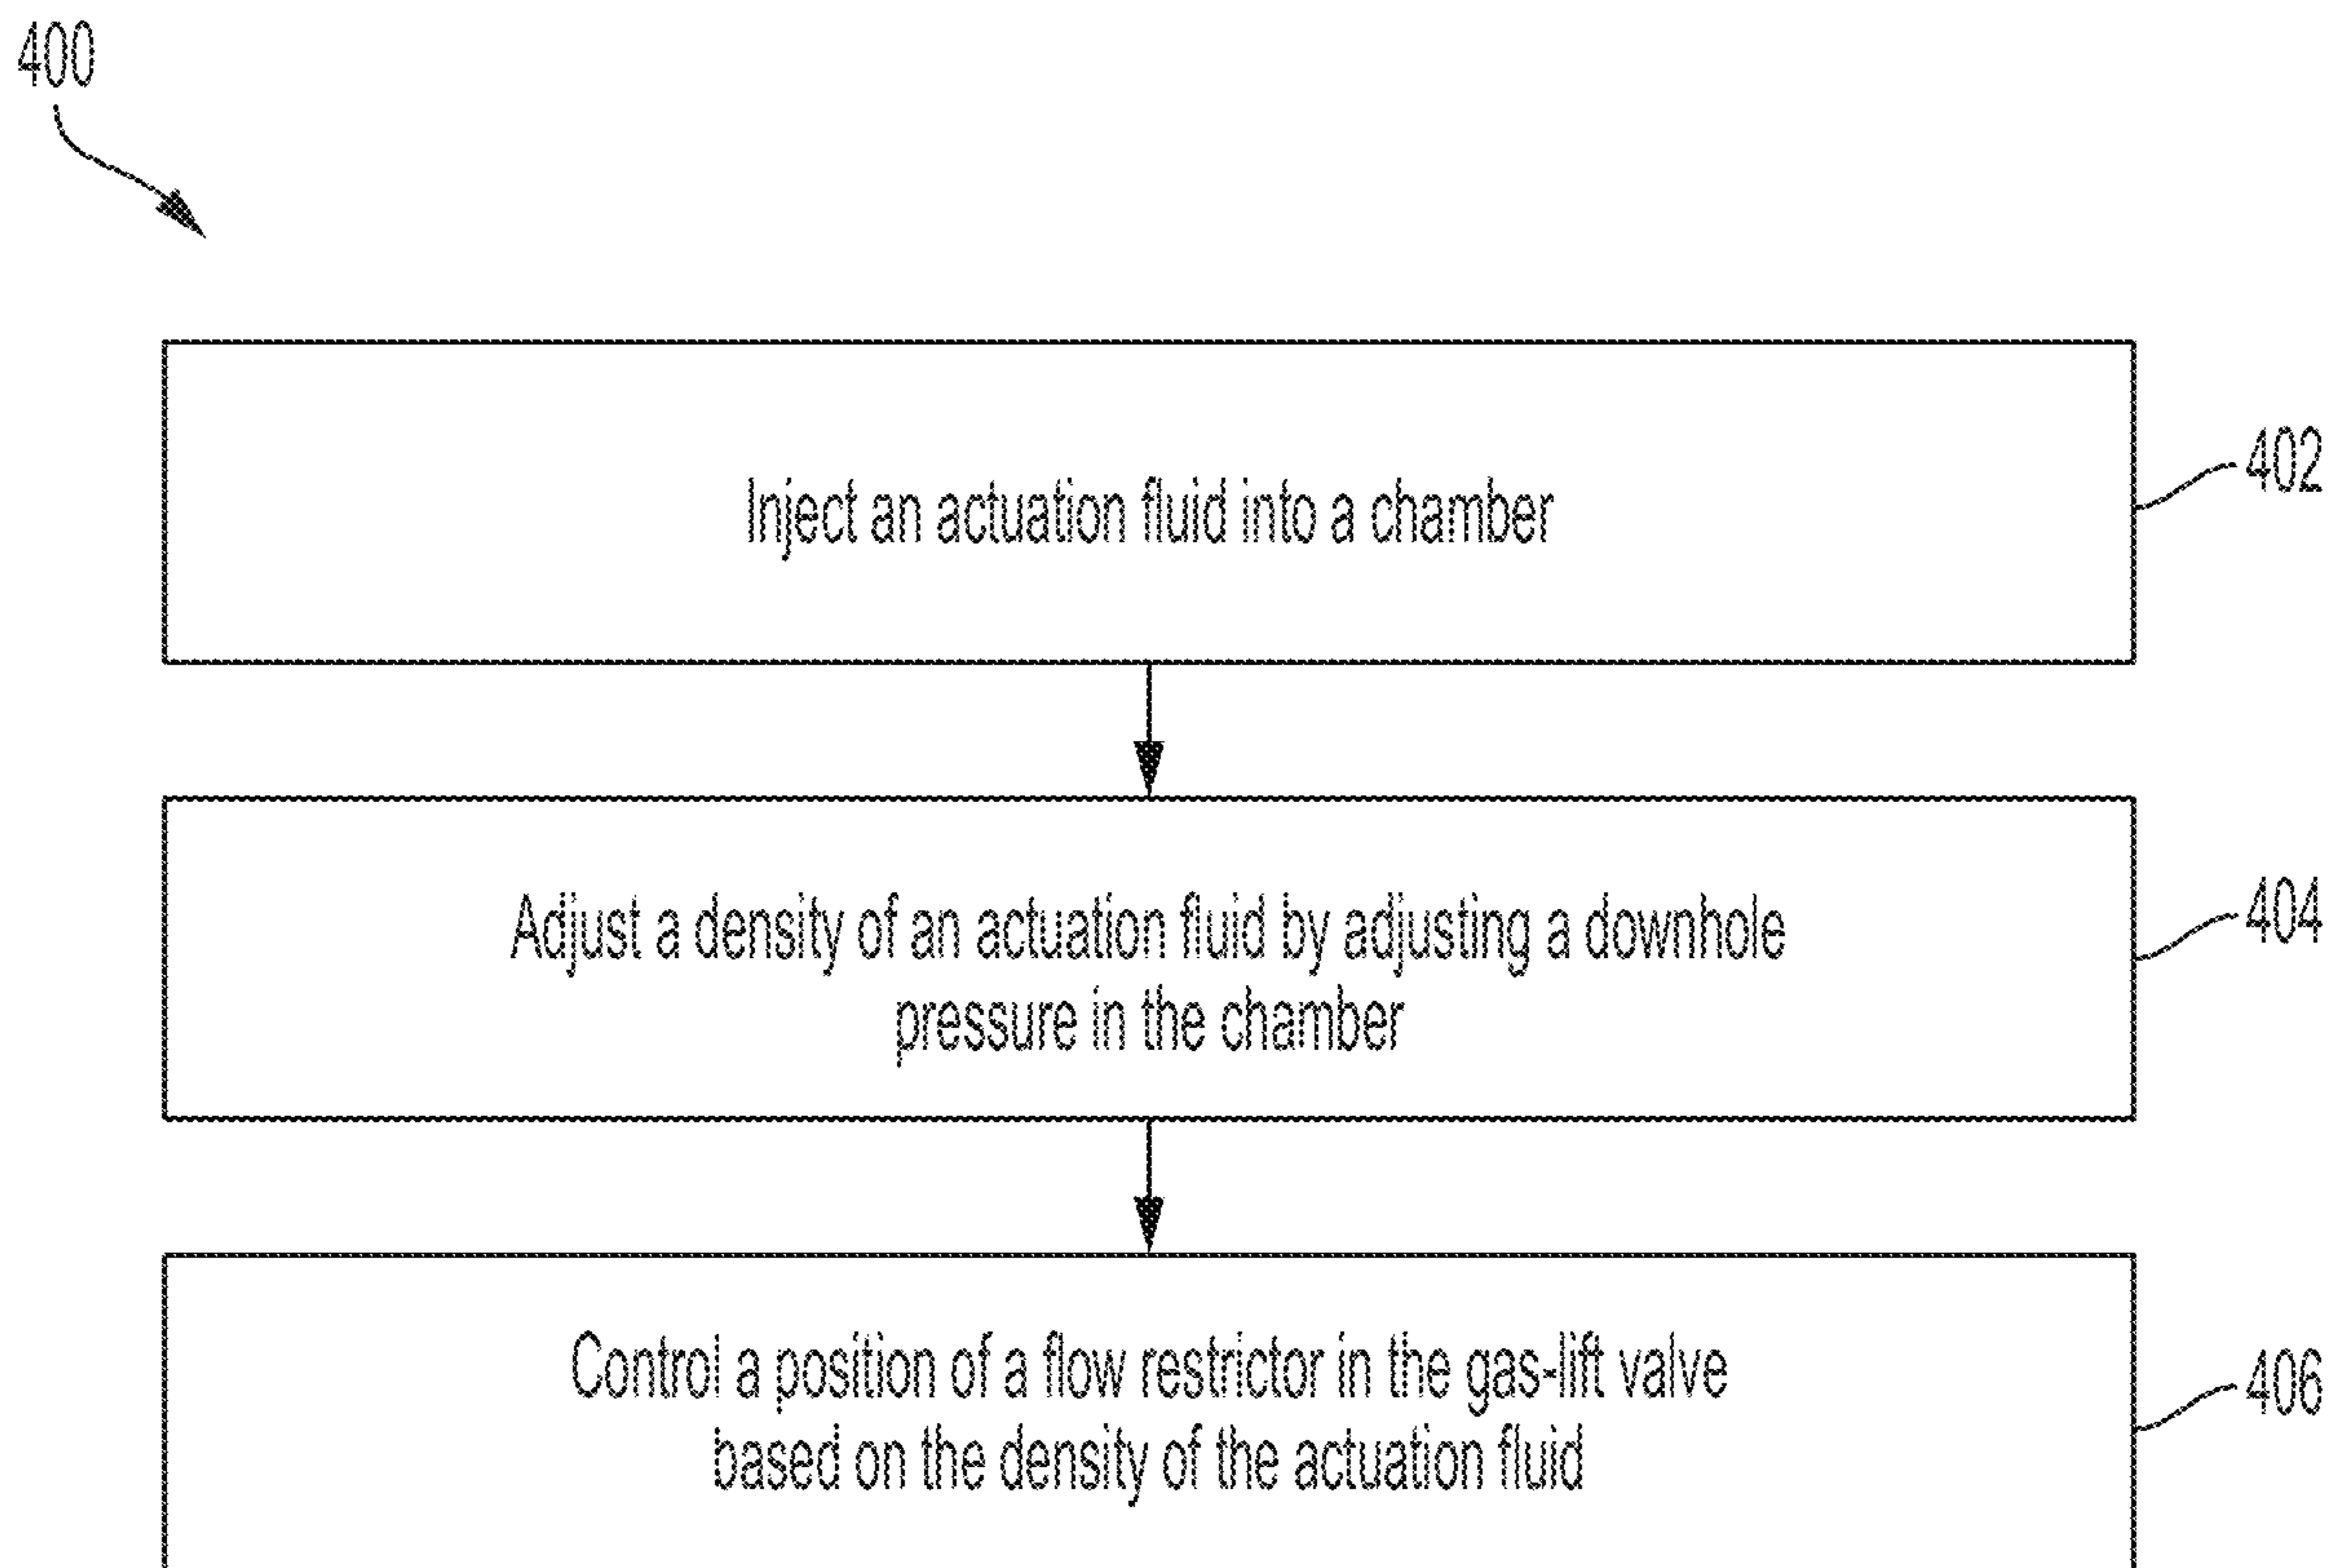 400
Inject an actuation fluid into a chamber
402
Adjust a density of an actuation fluid by adjusting a downhole
pressure in the chamber
404
Control a position of a flow restrictor in the gas-lift valve
based on the density of the actuation fluid
406